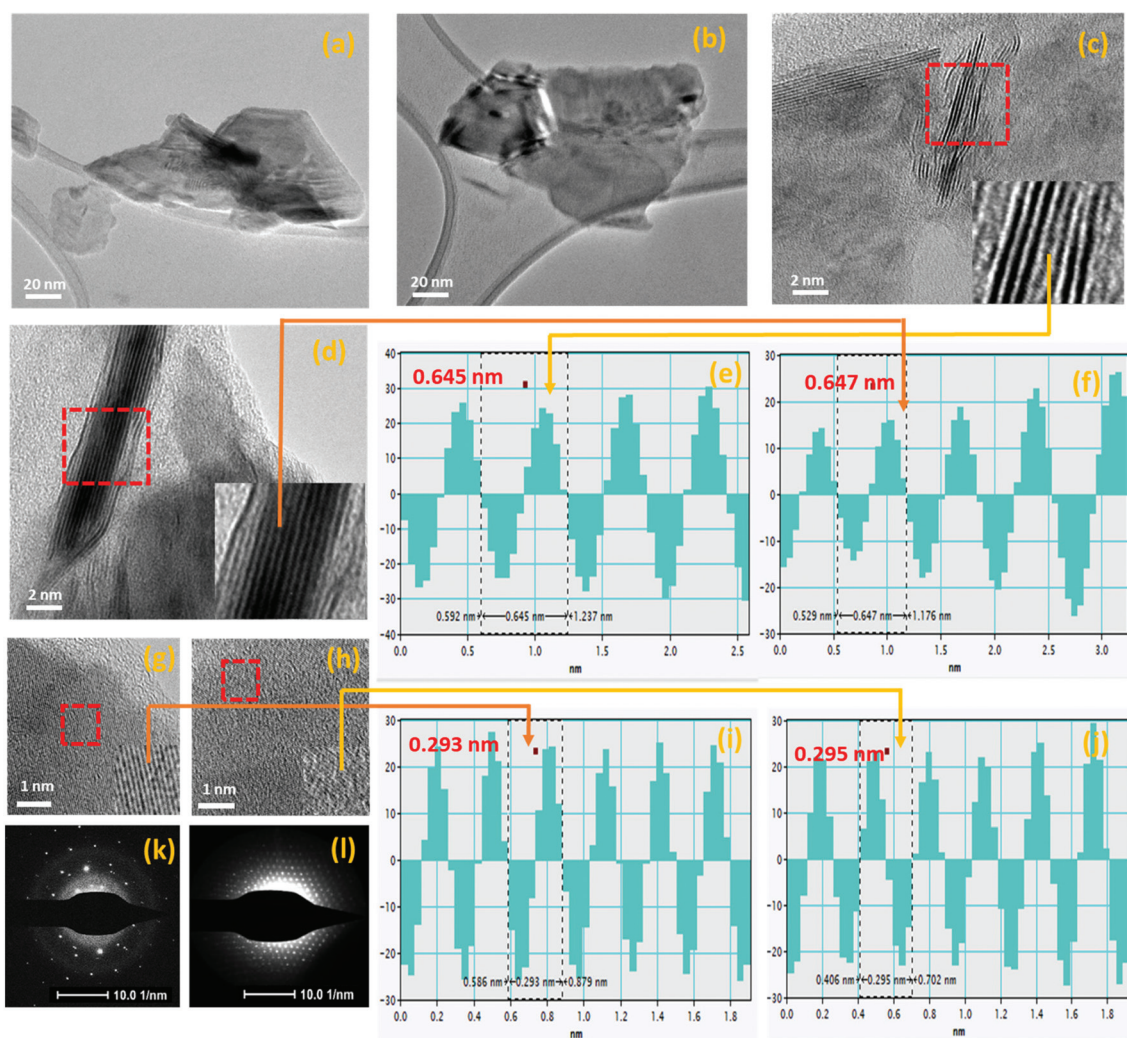 (a)
20 nm
(b)
20 nm
(c)
2 nm
(d)
2 nm
(e)
0.645 nm
40
30
20
10
0
-10
-20
-30
-40
0.592 nm
0.645 nm
1.237 nm
0.0 0.5 1.0 1.5 2.0 2.5
nm
(f)
0.647 nm
30
20
10
0
-10
-20
-30
0.529 nm
0.647 nm
1.176 nm
0.0 0.5 1.0 1.5 2.0 2.5 3.0
nm
(g)
1 nm
(h)
1 nm
(i)
0.293 nm
30
20
10
0
-10
-20
-30
0.586 nm
0.293 nm
0.879 nm
0.0 0.2 0.4 0.6 0.8 1.0 1.2 1.4 1.6 1.8
nm
(j)
0.295 nm
30
20
10
0
-10
-20
-30
0.406 nm
0.295 nm
0.702 nm
0.0 0.2 0.4 0.6 0.8 1.0 1.2 1.4 1.6 1.8
nm
(k)
10.0 1/nm
(l)
10.0 1/nm